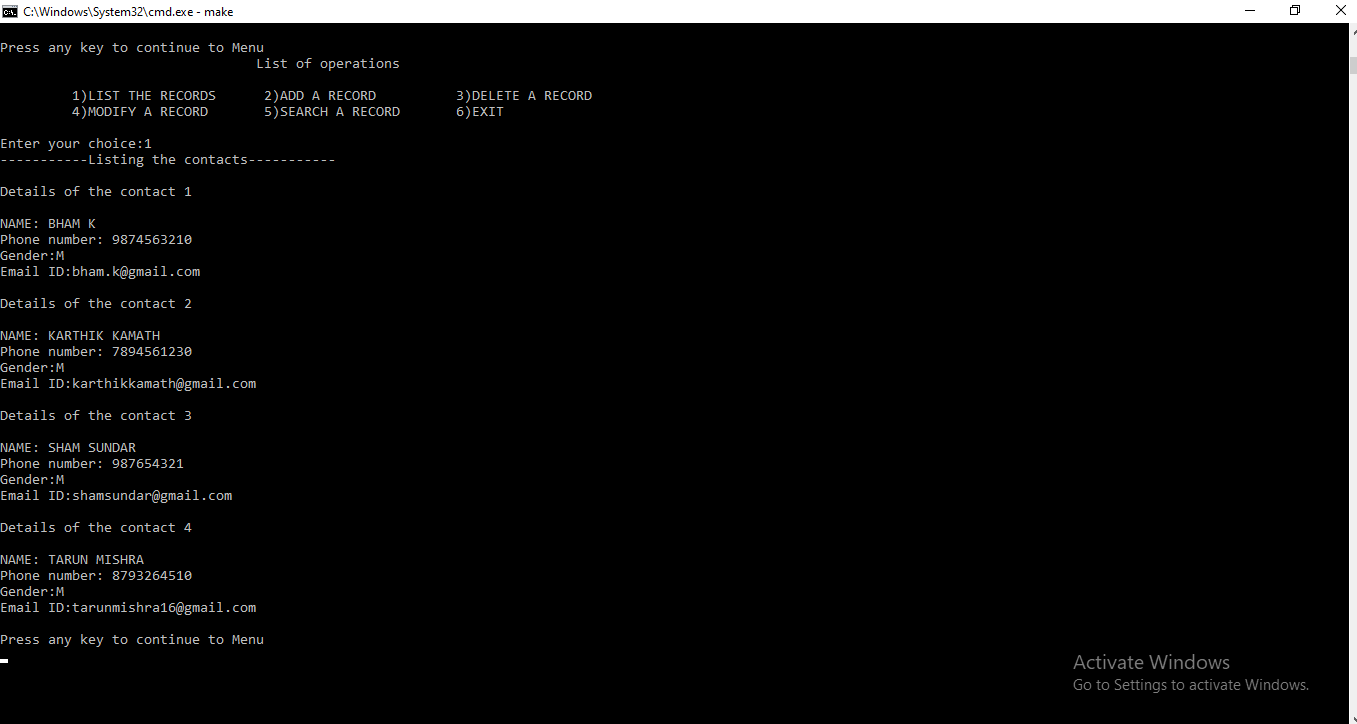 C:\Windows\System32\cmd.exe - make
Press any key to continue to Menu
List of operations
1)LIST THE RECORDS 2)ADD A RECORD 3)DELETE A RECORD
4)MODIFY A RECORD 5)SEARCH A RECORD 6)EXIT
Enter your choice:1
-----------Listing the contacts-----------
Details of the contact 1
NAME: BHAM K
Phone number: 9874563210
Gender:M
Email ID:bham.k@gmail.com
Details of the contact 2
NAME: KARTHIK KAMATH
Phone number: 7894561230
Gender:M
Email ID:karthikkamath@gmail.com
Details of the contact 3
NAME: SHAM SUNDAR
Phone number: 987654321
Gender:M
Email ID:shamsundar@gmail.com
Details of the contact 4
NAME: TARUN MISHRA
Phone number: 8793264510
Gender:M
Email ID:tarunmishra16@gmail.com
Press any key to continue to Menu
Activate Windows
Go to Settings to activate Windows.